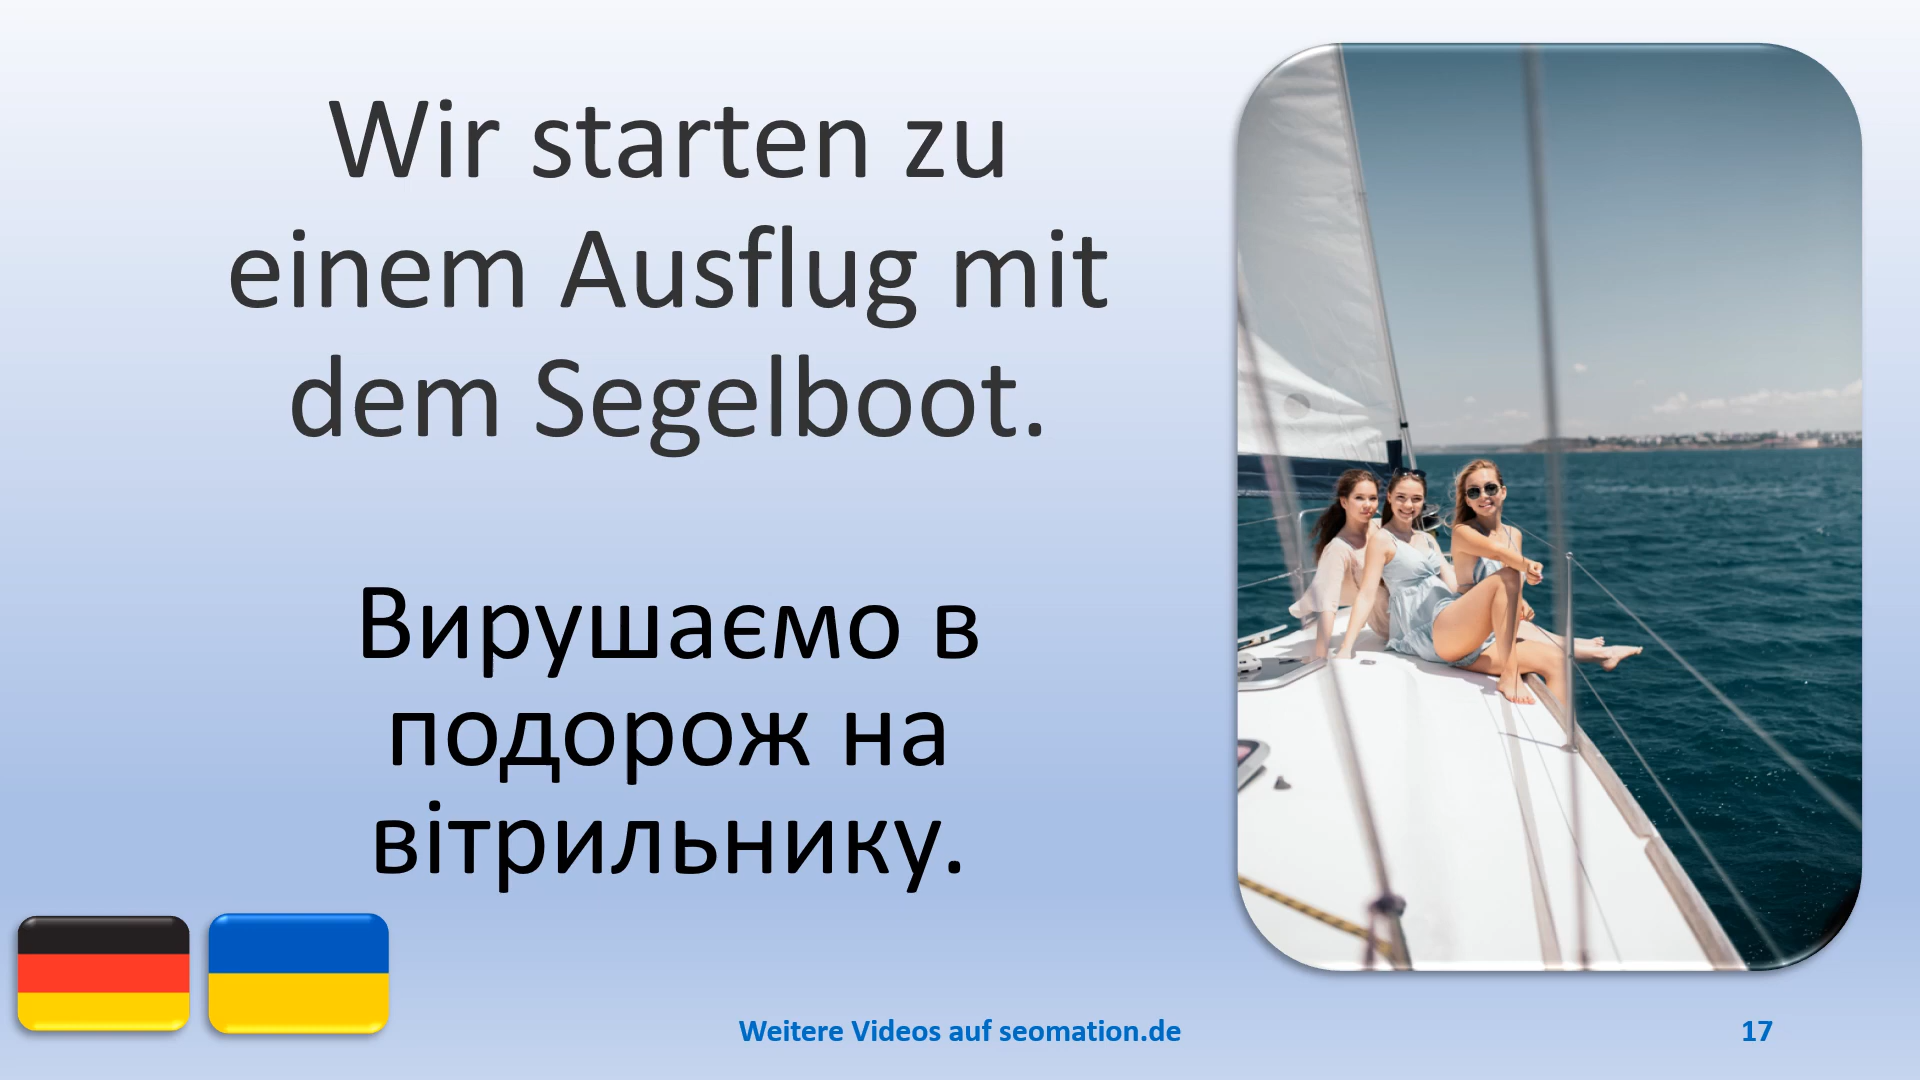 Wir starten zu
einem Ausflug mit
dem Segelboot.
Вирушаємо в
подорож на
вітрильнику.
Weitere Videos auf seomation.de
17